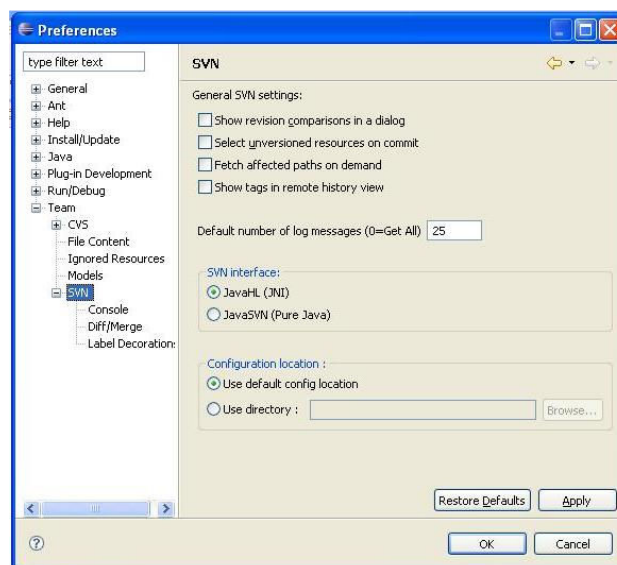 Preferences
type filter text
General
Ant
Help
Install/Update
Java
Plug-in Development
Run/Debug
Team
CVS
File Content
Ignored Resources
Models
SVN
Console
Diff/Merge
Label Decorations
SVN
General SVN settings:
Show revision comparisons in a dialog
Select unversioned resources on commit
Fetch affected paths on demand
Show tags in remote history view
Default number of log messages (0=Get All) 25
SVN interface:
JavaHL (JNI)
JavaSVN (Pure Java)
Configuration location :
Use default config location
Use directory : Browse...
Restore Defaults Apply
? OK Cancel